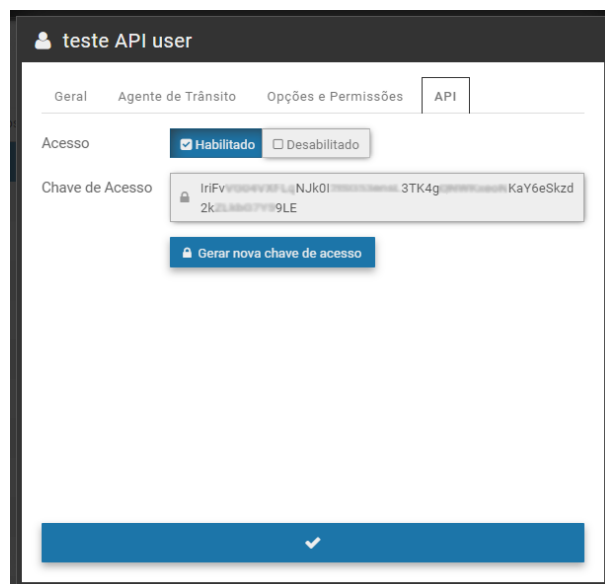 teste API user
Geral Agente de Trânsito Opções e Permissões API
Acesso Habilitado Desabilitado
Chave de Acesso IriFv NJk0I 3TK4g KaY6eSkzd
2k 9LE
Gerar nova chave de acesso